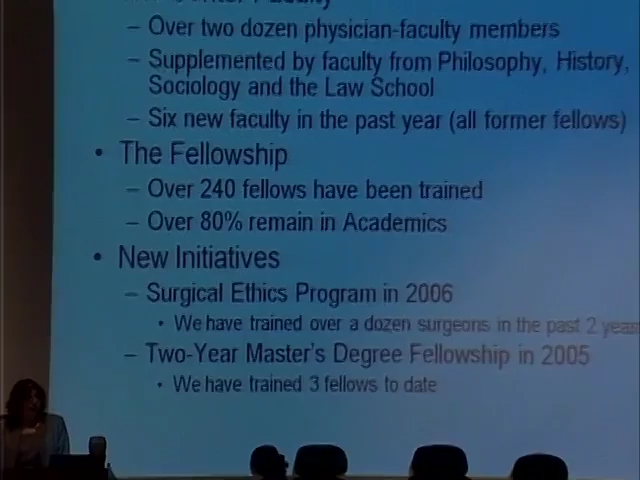 – Over two dozen physician-faculty members
– Supplemented by faculty from Philosophy, History,
Sociology and the Law School
– Six new faculty in the past year (all former fellows)
• The Fellowship
– Over 240 fellows have been trained
– Over 80% remain in Academics
• New Initiatives
– Surgical Ethics Program in 2006
• We have trained over a dozen surgeons in the past 2 years
– Two-Year Master's Degree Fellowship in 2005
• We have trained 3 fellows to date